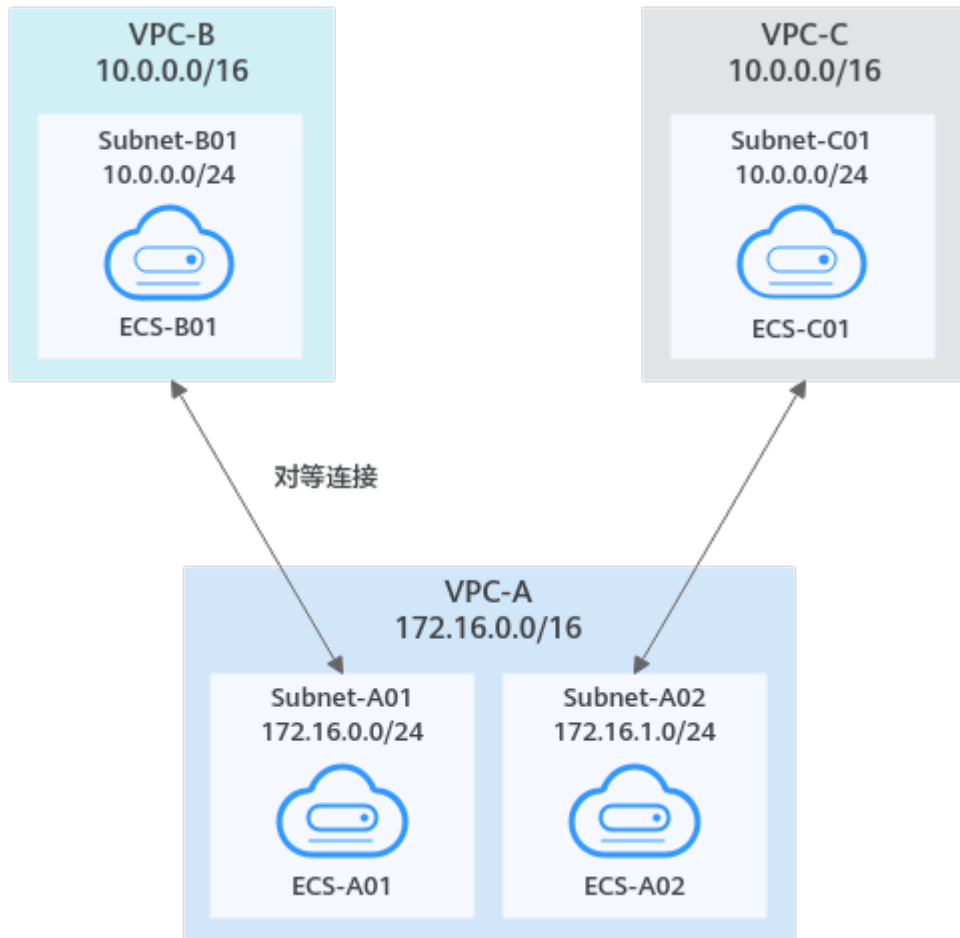 VPC-B
10.0.0.0/16
Subnet-B01
10.0.0.0/24
ECS-B01
VPC-C
10.0.0.0/16
Subnet-C01
10.0.0.0/24
ECS-C01
对等连接
VPC-A
172.16.0.0/16
Subnet-A01
172.16.0.0/24
ECS-A01
Subnet-A02
172.16.1.0/24
ECS-A02